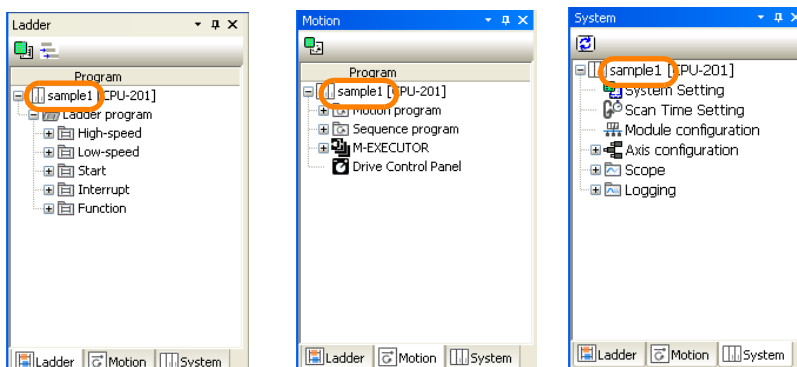 Ladder
Program
sample1 [CPU-201]
Ladder program
High-speed
Low-speed
Start
Interrupt
Function
Ladder Motion System
Motion
Program
sample1 [CPU-201]
Motion program
Sequence program
M-EXECUTOR
Drive Control Panel
Ladder Motion System
System
sample1 [CPU-201]
System Setting
Scan Time Setting
Module configuration
Axis configuration
Scope
Logging
Ladder Motion System